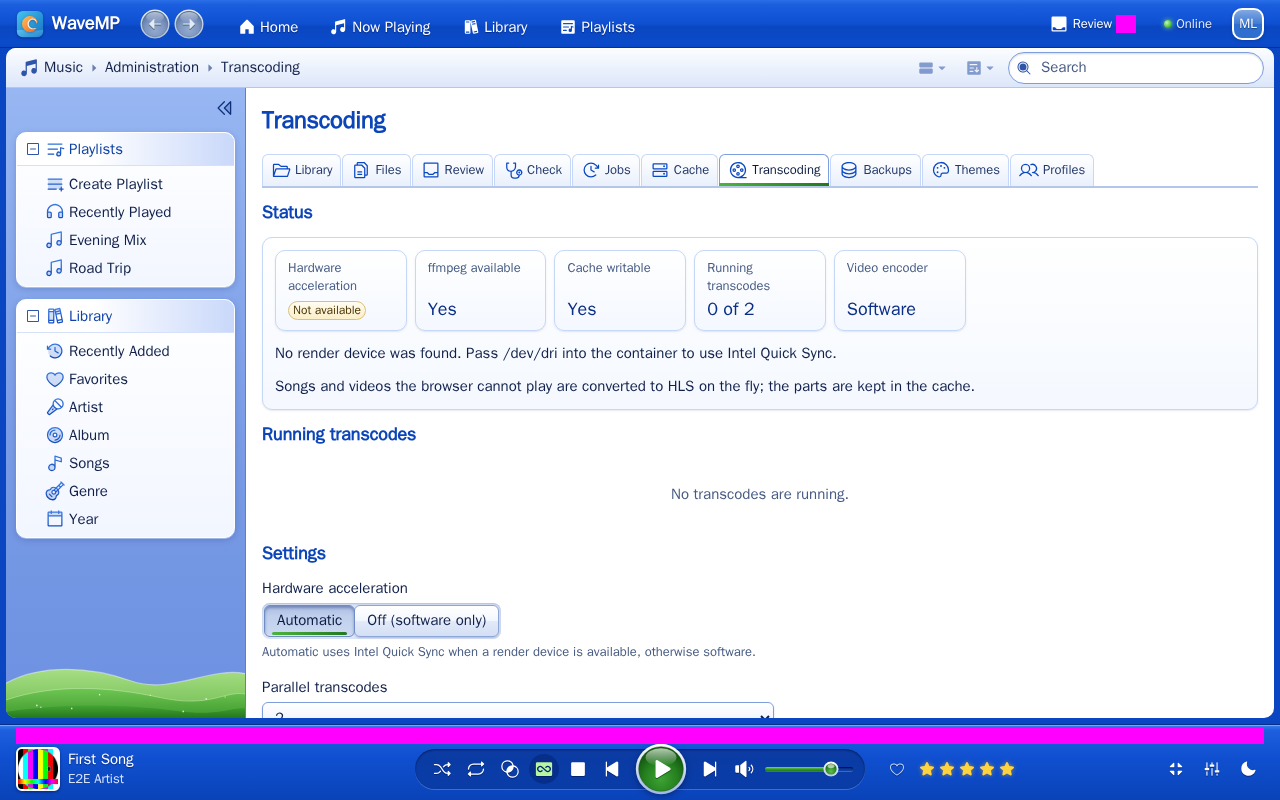 WaveMP
Home
Now Playing
Library
Playlists
Review
Online
ML
Music
Administration
Transcoding
Search
Playlists
Create Playlist
Recently Played
Evening Mix
Road Trip
Library
Recently Added
Favorites
Artist
Album
Songs
Genre
Year
Transcoding
Library
Files
Review
Check
Jobs
Cache
Transcoding
Backups
Themes
Profiles
Status
Hardware
acceleration
Not available
ffmpeg available
Yes
Cache writable
Yes
Running
transcodes
0 of 2
Video encoder
Software
No render device was found. Pass /dev/dri into the container to use Intel Quick Sync.
Songs and videos the browser cannot play are converted to HLS on the fly; the parts are kept in the cache.
Running transcodes
No transcodes are running.
Settings
Hardware acceleration
Automatic
Off (software only)
Automatic uses Intel Quick Sync when a render device is available, otherwise software.
Parallel transcodes
2
First Song
E2E Artist